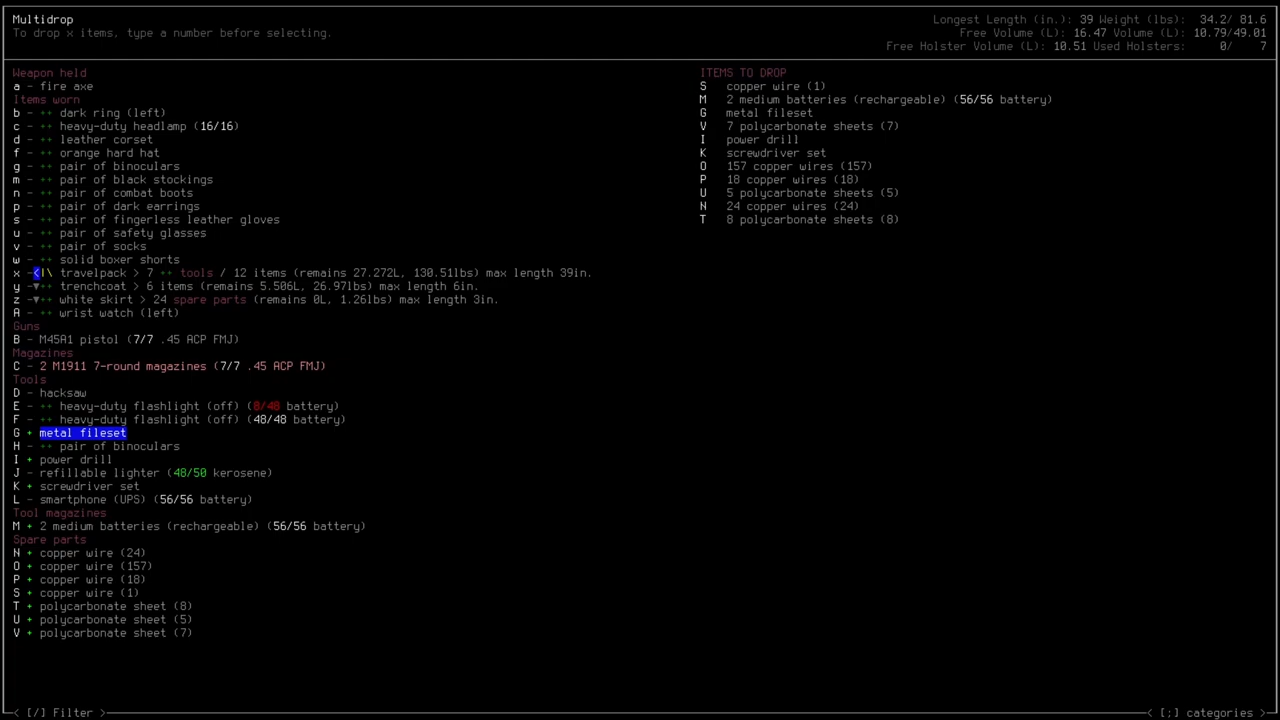 Multidrop
To drop x items, type a number before selecting.
Longest Length (in.): 39 Weight (lbs): 34.2/ 81.6
Free Volume (L): 16.47 Volume (L): 10.79/49.01
Free Holster Volume (L): 10.51 Used Holsters: 0/ 7
Weapon held
a - fire axe
Items worn
b - ++ dark ring (left)
c - ++ heavy-duty headlamp (16/16)
d - ++ leather corset
f - ++ orange hard hat
g - ++ pair of binoculars
m - ++ pair of black stockings
n - ++ pair of combat boots
p - ++ pair of dark earrings
s - ++ pair of fingerless leather gloves
u - ++ pair of safety glasses
v - ++ pair of socks
w - ++ solid boxer shorts
x -<|\ travelpack > 7 ++ tools / 12 items (remains 27.272L, 130.51lbs) max length 39in.
y -▼++ trenchcoat > 6 items (remains 5.506L, 26.97lbs) max length 6in.
z -▼++ white skirt > 24 spare parts (remains 0L, 1.26lbs) max length 3in.
A - ++ wrist watch (left)
Guns
B - M45A1 pistol (7/7 .45 ACP FMJ)
Magazines
C - 2 M1911 7-round magazines (7/7 .45 ACP FMJ)
Tools
D - hacksaw
E - ++ heavy-duty flashlight (off) (0/48 battery)
F - ++ heavy-duty flashlight (off) (48/48 battery)
G + metal fileset
H - ++ pair of binoculars
I + power drill
J - refillable lighter (48/50 kerosene)
K + screwdriver set
L - smartphone (UPS) (56/56 battery)
Tool magazines
M + 2 medium batteries (rechargeable) (56/56 battery)
Spare parts
N + copper wire (24)
O + copper wire (157)
P + copper wire (18)
S + copper wire (1)
T + polycarbonate sheet (8)
U + polycarbonate sheet (5)
V + polycarbonate sheet (7)
ITEMS TO DROP
S copper wire (1)
M 2 medium batteries (rechargeable) (56/56 battery)
G metal fileset
V 7 polycarbonate sheets (7)
I power drill
K screwdriver set
O 157 copper wires (157)
P 18 copper wires (18)
U 5 polycarbonate sheets (5)
N 24 copper wires (24)
T 8 polycarbonate sheets (8)
< [/] Filter >
< [;] categories >